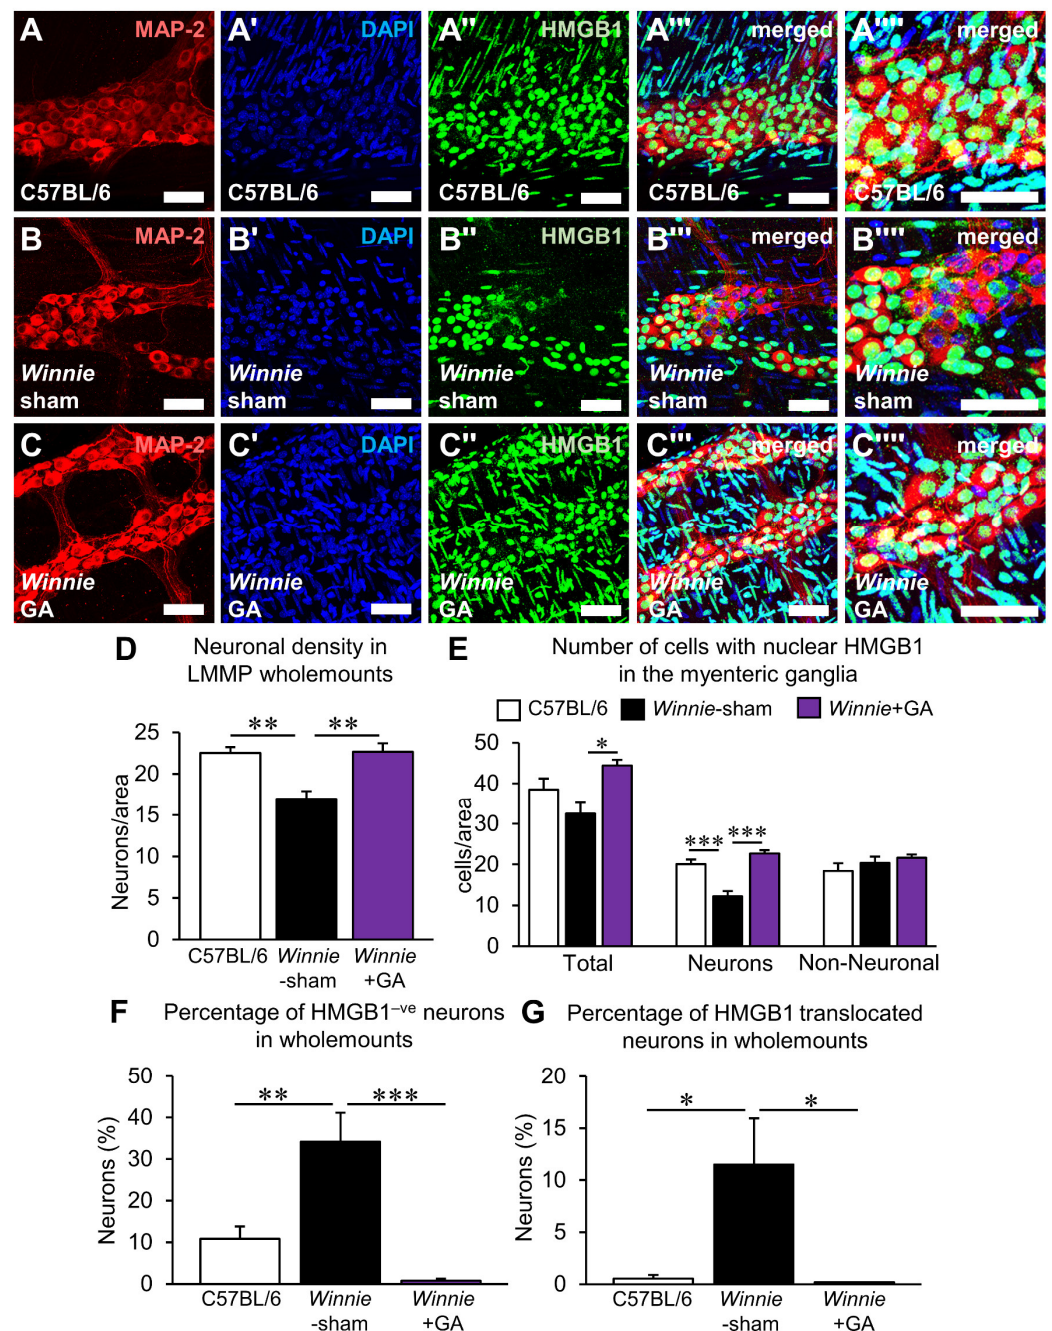 A MAP-2 A' DAPI A'' HMGB1 A''' merged A'''' merged
C57BL/6 C57BL/6 C57BL/6 C57BL/6 C57BL/6
B MAP-2 B' DAPI B'' HMGB1 B''' merged B'''' merged
Winnie Winnie Winnie Winnie Winnie
sham sham sham sham sham
C MAP-2 C' DAPI C'' HMGB1 C''' merged C'''' merged
Winnie Winnie Winnie Winnie Winnie
GA GA GA GA GA
D Neuronal density in
LMMP wholemounts
Neurons/area
25
20
15
10
5
0
** **
C57BL/6 Winnie Winnie
-sham +GA
E Number of cells with nuclear HMGB1
in the myenteric ganglia
C57BL/6 Winnie-sham Winnie+GA
cells/area
50
40
30
20
10
0
* *** ***
Total Neurons Non-Neuronal
F Percentage of HMGB1–ve neurons
in wholemounts
Neurons (%)
50
40
30
20
10
0
** ***
C57BL/6 Winnie Winnie
-sham +GA
G Percentage of HMGB1 translocated
neurons in wholemounts
Neurons (%)
20
15
10
5
0
* *
C57BL/6 Winnie Winnie
-sham +GA